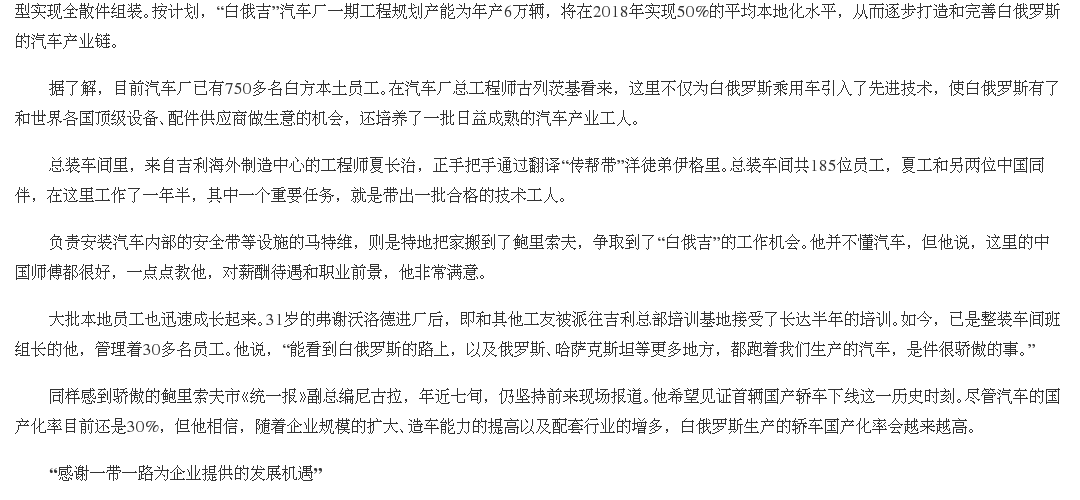 型实现全散件组装。按计划，“白俄吉”汽车厂一期工程规划产能为年产6万辆，将在2018年实现50%的平均本地化水平，从而逐步打造和完善白俄罗斯
的汽车产业链。
据了解，目前汽车厂已有750多名白方本土员工。在汽车厂总工程师古列茨基看来，这里不仅为白俄罗斯乘用车引入了先进技术，使白俄罗斯有了
和世界各国顶级设备、配件供应商做生意的机会，还培养了一批日益成熟的汽车产业工人。
总装车间里，来自吉利海外制造中心的工程师夏长治，正手把手通过翻译“传帮带”洋徒弟伊格里。总装车间共185位员工，夏工和另两位中国同
伴，在这里工作了一年半，其中一个重要任务，就是带出一批合格的技术工人。
负责安装汽车内部的安全带等设施的马特维，则是特地把家搬到了鲍里索夫，争取到了“白俄吉”的工作机会。他并不懂汽车，但他说，这里的中
国师傅都很好，一点点教他，对薪酬待遇和职业前景，他非常满意。
大批本地员工也迅速成长起来。31岁的弗谢沃洛德进厂后，即和其他工友被派往吉利总部培训基地接受了长达半年的培训。如今，已是整装车间班
组长的他，管理着30多名员工。他说，“能看到白俄罗斯的路上，以及俄罗斯、哈萨克斯坦等更多地方，都跑着我们生产的汽车，是件很骄傲的事。”
同样感到骄傲的鲍里索夫市《统一报》副总编尼古拉，年近七旬，仍坚持前来现场报道。他希望见证首辆国产轿车下线这一历史时刻。尽管汽车的国
产化率目前还是30%，但他相信，随着企业规模的扩大、造车能力的提高以及配套行业的增多，白俄罗斯生产的轿车国产化率会越来越高。
“感谢一带一路为企业提供的发展机遇”